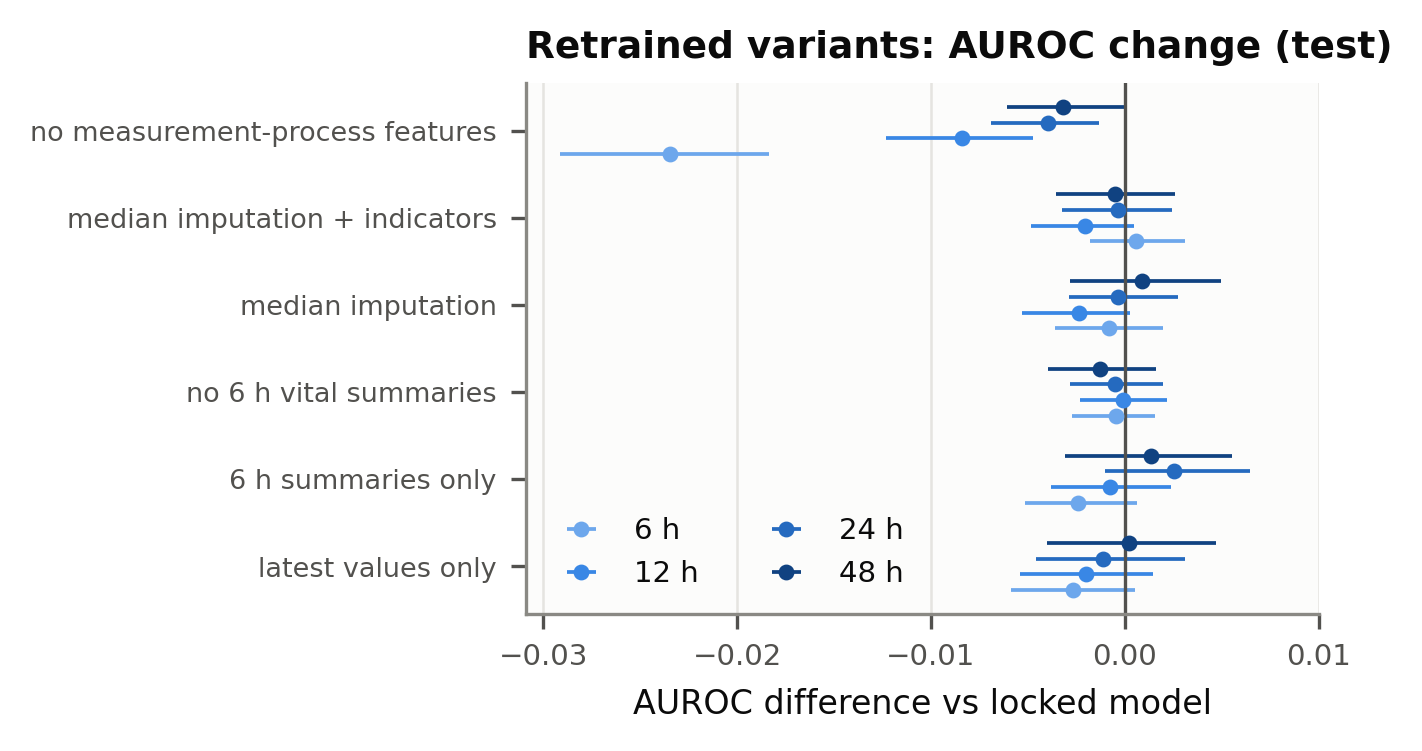 Retrained variants: AUROC change (test)
no measurement-process features
median imputation + indicators
median imputation
no 6 h vital summaries
6 h summaries only
latest values only
6 h 24 h
12 h 48 h
−0.03 −0.02 −0.01 0.00 0.01
AUROC difference vs locked model